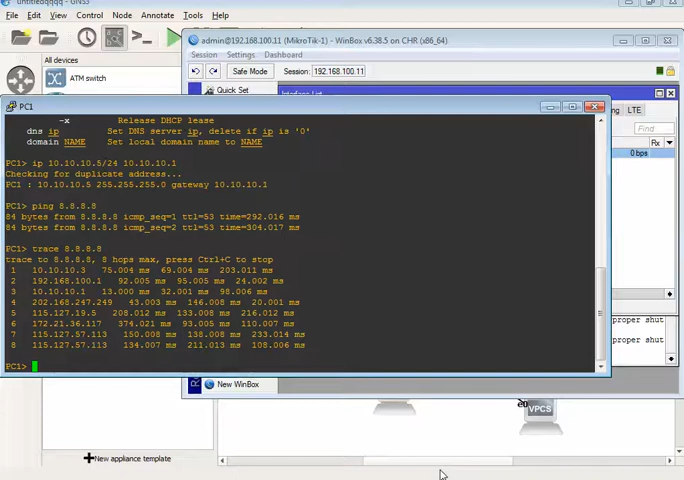 untitledqqqq - GNS3
File Edit View Control Node Annotate Tools Help
All devices
ATM switch
admin@192.168.100.11 (MikroTik-1) - WinBox v6.38.5 on CHR (x86_64)
Session Settings Dashboard
Safe Mode Session: 192.168.100.11
Quick Set
Interface List
LTE
Find
Rx
0 bps
PC1
-x Release DHCP lease
dns ip Set DNS server ip, delete if ip is '0'
domain NAME Set local domain name to NAME
PC1> ip 10.10.10.5/24 10.10.10.1
Checking for duplicate address...
PC1 : 10.10.10.5 255.255.255.0 gateway 10.10.10.1
PC1> ping 8.8.8.8
84 bytes from 8.8.8.8 icmp_seq=1 ttl=53 time=292.016 ms
84 bytes from 8.8.8.8 icmp_seq=2 ttl=53 time=304.017 ms
PC1> trace 8.8.8.8
trace to 8.8.8.8, 8 hops max, press Ctrl+C to stop
1 10.10.10.3 75.004 ms 69.004 ms 203.011 ms
2 192.168.100.1 92.005 ms 95.005 ms 24.002 ms
3 10.10.10.1 13.000 ms 32.001 ms 98.006 ms
4 202.168.247.249 43.003 ms 146.008 ms 20.001 ms
5 115.127.19.5 208.012 ms 133.008 ms 216.012 ms
6 172.21.36.117 374.021 ms 93.005 ms 110.007 ms
7 115.127.57.113 150.008 ms 138.008 ms 233.014 ms
8 115.127.57.113 134.007 ms 211.013 ms 108.006 ms
PC1>
proper shut
proper shut
New WinBox
e0
VPCS
New appliance template